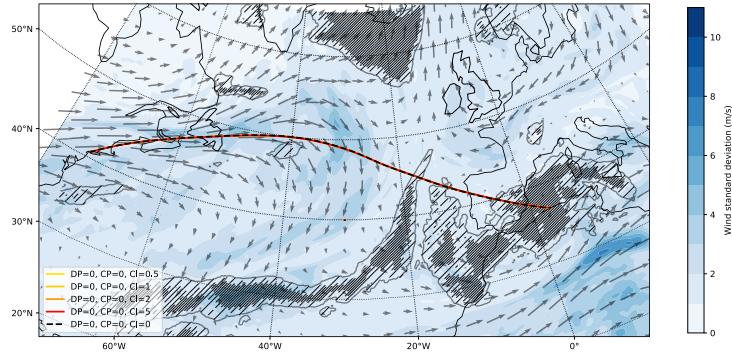 50°N
40°N
30°N
20°N
60°W
40°W
20°W
0°
DP=0, CP=0, CI=0.5
DP=0, CP=0, CI=1
DP=0, CP=0, CI=2
DP=0, CP=0, CI=5
DP=0, CP=0, CI=0
10
8
6
4
2
0
Wind standard deviation (m/s)